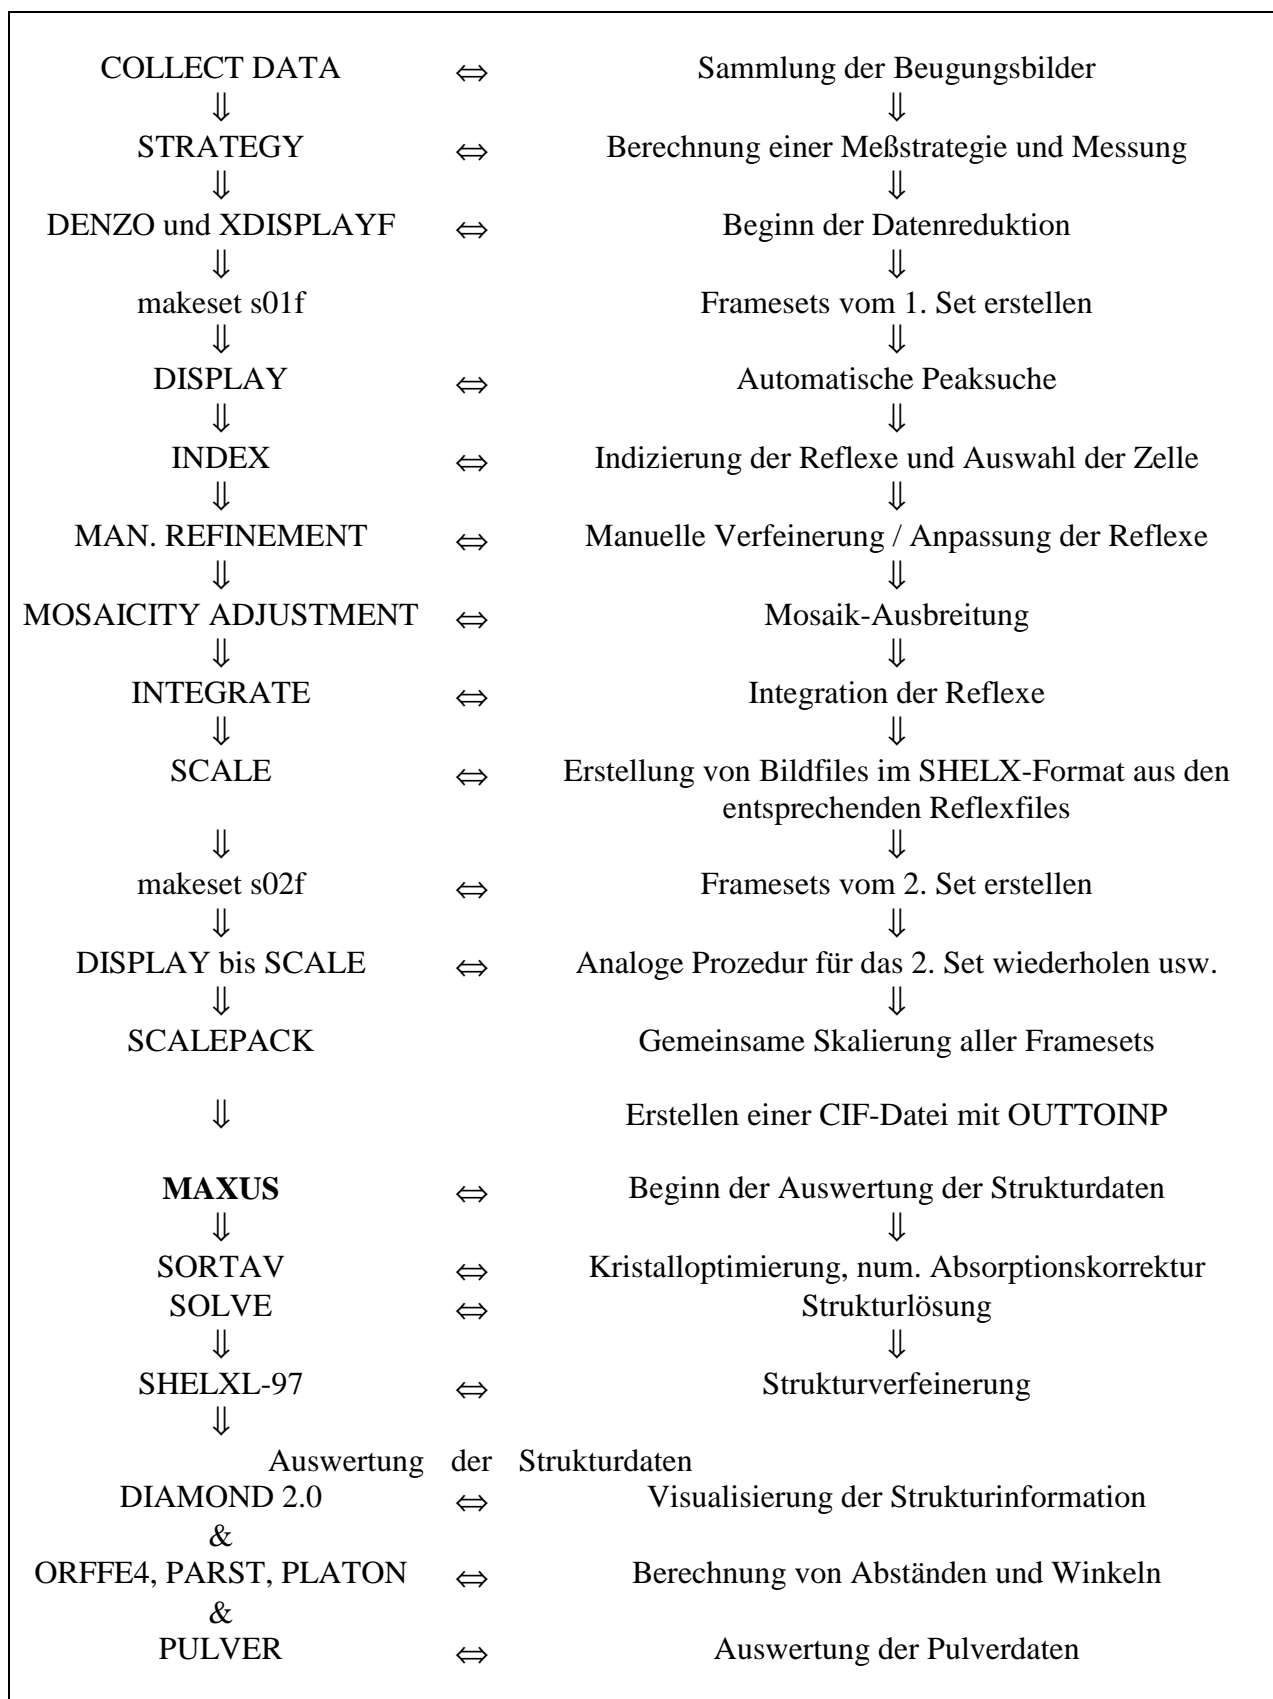 COLLECT DATA ⇔ Sammlung der Beugungsbilder
⇓ ⇓
STRATEGY ⇔ Berechnung einer Meßstrategie und Messung
⇓ ⇓
DENZO und XDISPLAYF ⇔ Beginn der Datenreduktion
⇓ ⇓
makeset s01f Framesets vom 1. Set erstellen
⇓ ⇓
DISPLAY ⇔ Automatische Peaksuche
⇓ ⇓
INDEX ⇔ Indizierung der Reflexe und Auswahl der Zelle
⇓ ⇓
MAN. REFINEMENT ⇔ Manuelle Verfeinerung / Anpassung der Reflexe
⇓ ⇓
MOSAICITY ADJUSTMENT ⇔ Mosaik-Ausbreitung
⇓ ⇓
INTEGRATE ⇔ Integration der Reflexe
⇓ ⇓
SCALE ⇔ Erstellung von Bildfiles im SHELX-Format aus den
entsprechenden Reflexfiles
⇓ ⇓
makeset s02f ⇔ Framesets vom 2. Set erstellen
⇓ ⇓
DISPLAY bis SCALE ⇔ Analoge Prozedur für das 2. Set wiederholen usw.
⇓ ⇓
SCALEPACK Gemeinsame Skalierung aller Framesets
⇓ Erstellen einer CIF-Datei mit OUTTOINP
MAXUS ⇔ Beginn der Auswertung der Strukturdaten
⇓ ⇓
SORTAV ⇔ Kristalloptimierung, num. Absorptionskorrektur
SOLVE ⇔ Strukturlösung
⇓ ⇓
SHELXL-97 ⇔ Strukturverfeinerung
⇓
Auswertung der Strukturdaten
DIAMOND 2.0 ⇔ Visualisierung der Strukturinformation
&
ORFFE4, PARST, PLATON ⇔ Berechnung von Abständen und Winkeln
&
PULVER ⇔ Auswertung der Pulverdaten